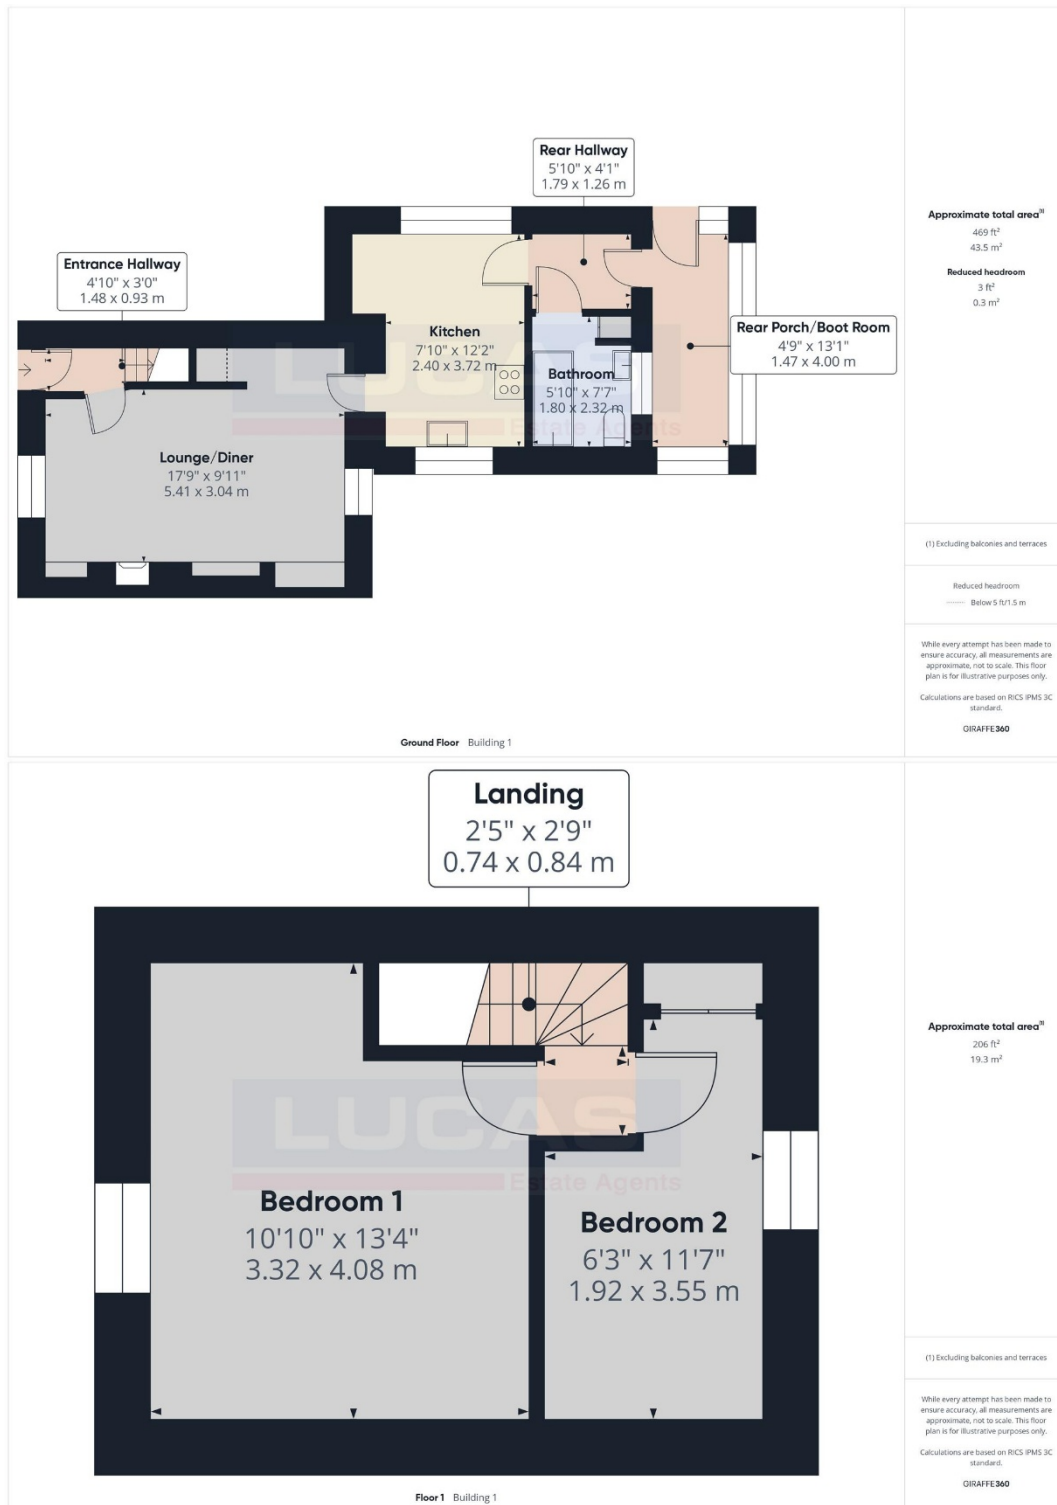 Rear Hallway
5'10" x 4'1"
1.79 x 1.26 m
Entrance Hallway
4'10" x 3'0"
1.48 x 0.93 m
Kitchen
7'10" x 12'2"
2.40 x 3.72 m
Rear Porch/Boot Room
4'9" x 13'1"
1.47 x 4.00 m
Bathroom
5'10" x 7'7"
1.80 x 2.32 m
Lounge/Diner
17'9" x 9'11"
5.41 x 3.04 m
LUCAS
Estate Agents
Ground Floor Building 1
Approximate total area(1)
469 ft²
43.5 m²
Reduced headroom
3 ft²
0.3 m²
(1) Excluding balconies and terraces
Reduced headroom
Below 5 ft/1.5 m
While every attempt has been made to
ensure accuracy, all measurements are
approximate, not to scale. This floor
plan is for illustrative purposes only.
Calculations are based on RICS IPMS 3C
standard.
GIRAFFE360
Landing
2'5" x 2'9"
0.74 x 0.84 m
LUCAS
Estate Agents
Bedroom 1
10'10" x 13'4"
3.32 x 4.08 m
Bedroom 2
6'3" x 11'7"
1.92 x 3.55 m
Floor 1 Building 1
Approximate total area(1)
206 ft²
19.3 m²
(1) Excluding balconies and terraces
While every attempt has been made to
ensure accuracy, all measurements are
approximate, not to scale. This floor
plan is for illustrative purposes only.
Calculations are based on RICS IPMS 3C
standard.
GIRAFFE360